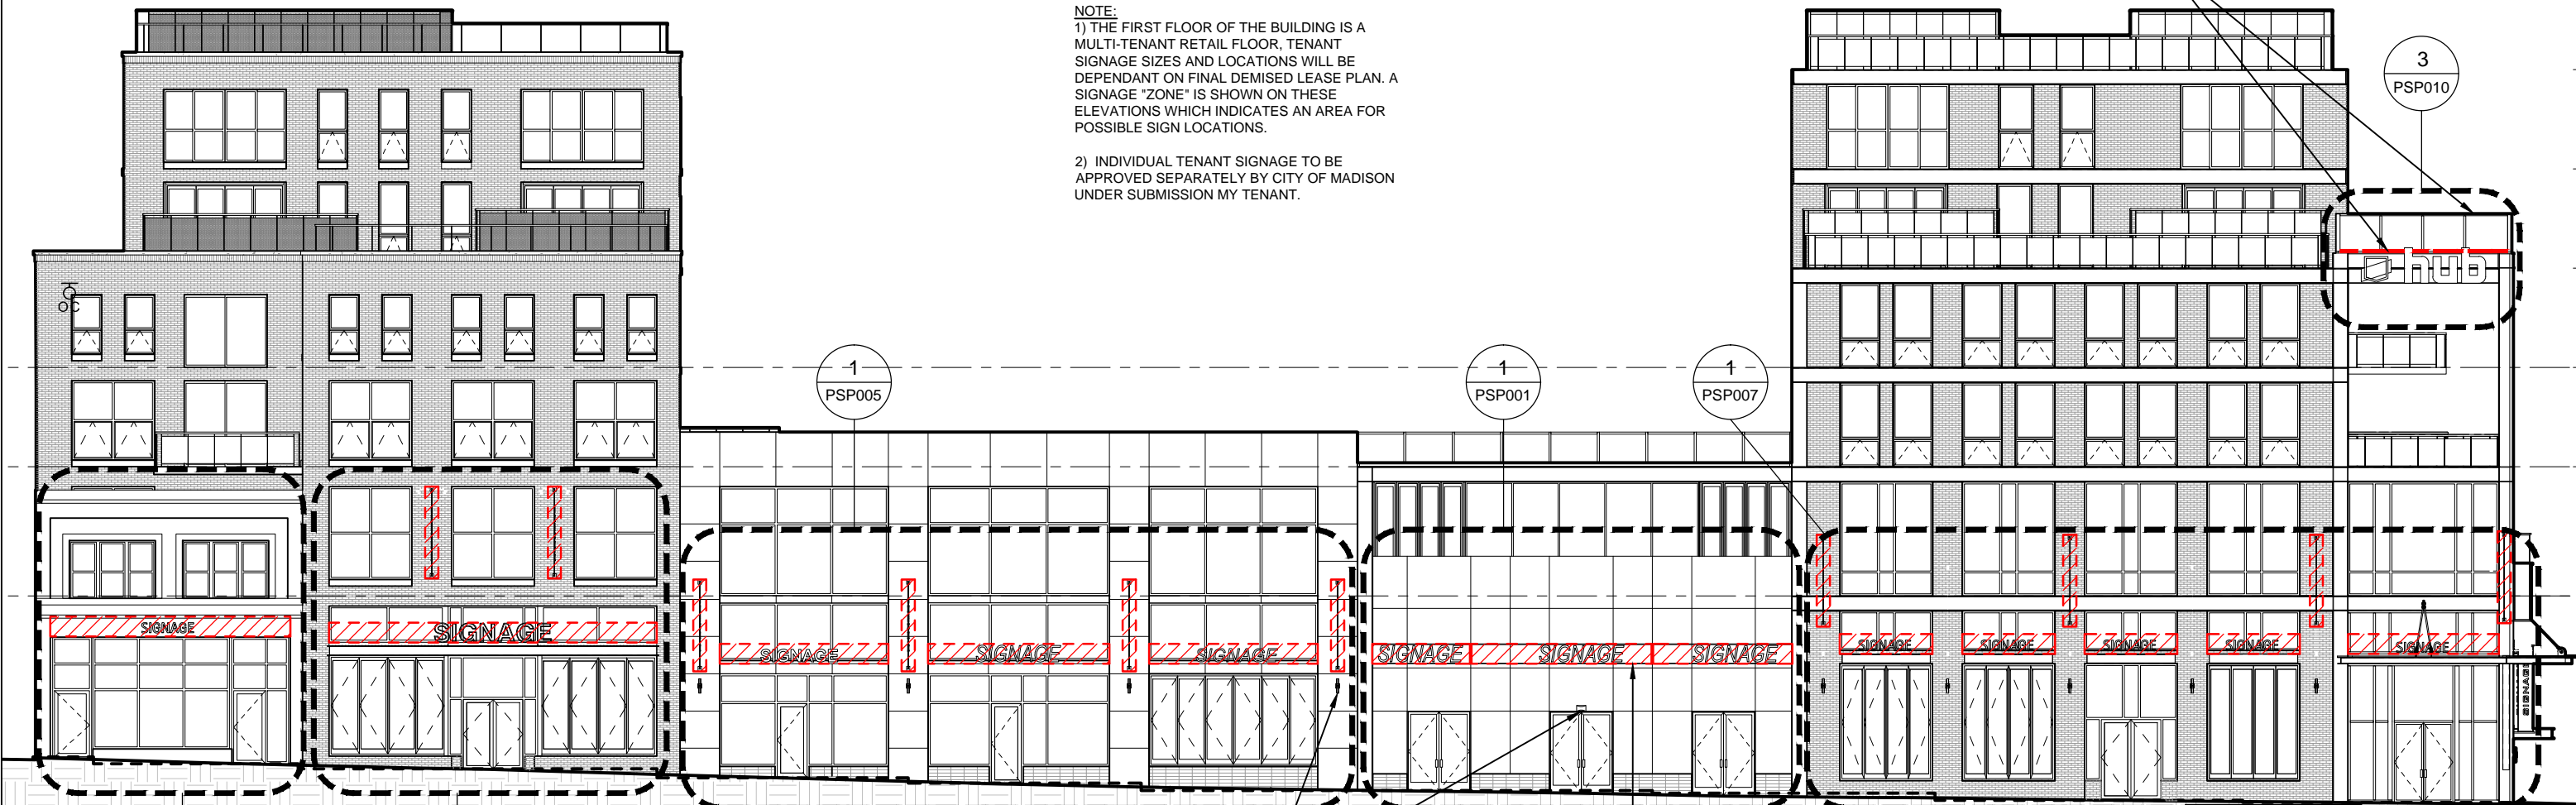 NOTE:
1) THE FIRST FLOOR OF THE BUILDING IS A
MULTI-TENANT RETAIL FLOOR, TENANT
SIGNAGE SIZES AND LOCATIONS WILL BE
DEPENDANT ON FINAL DEMISED LEASE PLAN. A
SIGNAGE "ZONE" IS SHOWN ON THESE
ELEVATIONS WHICH INDICATES AN AREA FOR
POSSIBLE SIGN LOCATIONS.
2) INDIVIDUAL TENANT SIGNAGE TO BE
APPROVED SEPARATELY BY CITY OF MADISON
UNDER SUBMISSION MY TENANT.
3
PSP010
hub
1
PSP005
1
PSP001
1
PSP007
SIGNAGE
SIGNAGE
SIGNAGE
SIGNAGE
SIGNAGE
SIGNAGE
SIGNAGE
SIGNAGE
SIGNAGE
SIGNAGE
SIGNAGE
SIGNAGE
SIGNAGE
SIGNAGE